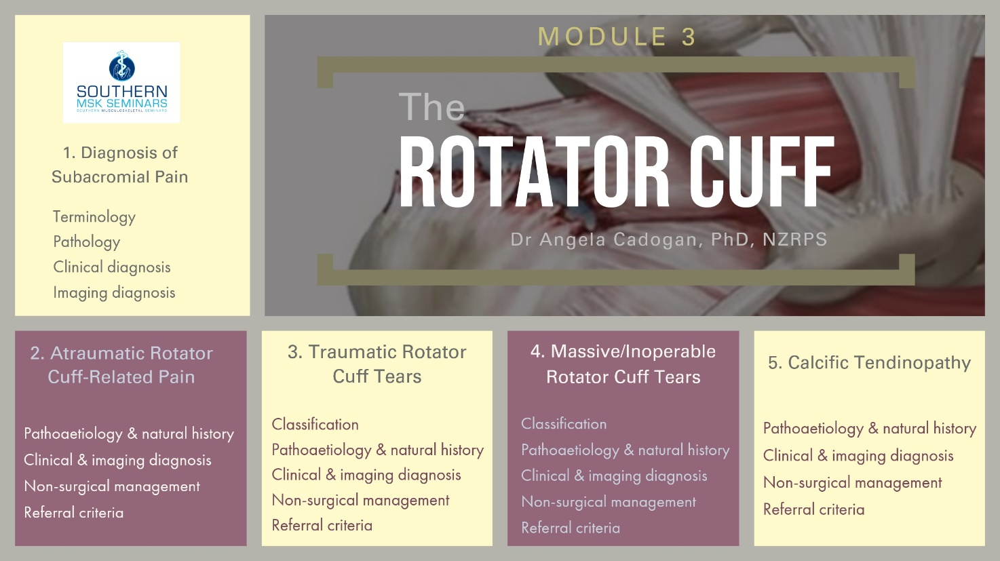 MODULE 3
The
ROTATOR CUFF
Dr Angela Cadogan, PhD, NZRPS
SOUTHERN
MSK SEMINARS
SOUTHERN MUSCULOSKELETAL SEMINARS
1. Diagnosis of
Subacromial Pain
Terminology
Pathology
Clinical diagnosis
Imaging diagnosis
2. Atraumatic Rotator
Cuff-Related Pain
Pathoaetiology & natural history
Clinical & imaging diagnosis
Non-surgical management
Referral criteria
3. Traumatic Rotator
Cuff Tears
Classification
Pathoaetiology & natural history
Clinical & imaging diagnosis
Non-surgical management
Referral criteria
4. Massive/Inoperable
Rotator Cuff Tears
Classification
Pathoaetiology & natural history
Clinical & imaging diagnosis
Non-surgical management
Referral criteria
5. Calcific Tendinopathy
Pathoaetiology & natural history
Clinical & imaging diagnosis
Non-surgical management
Referral criteria